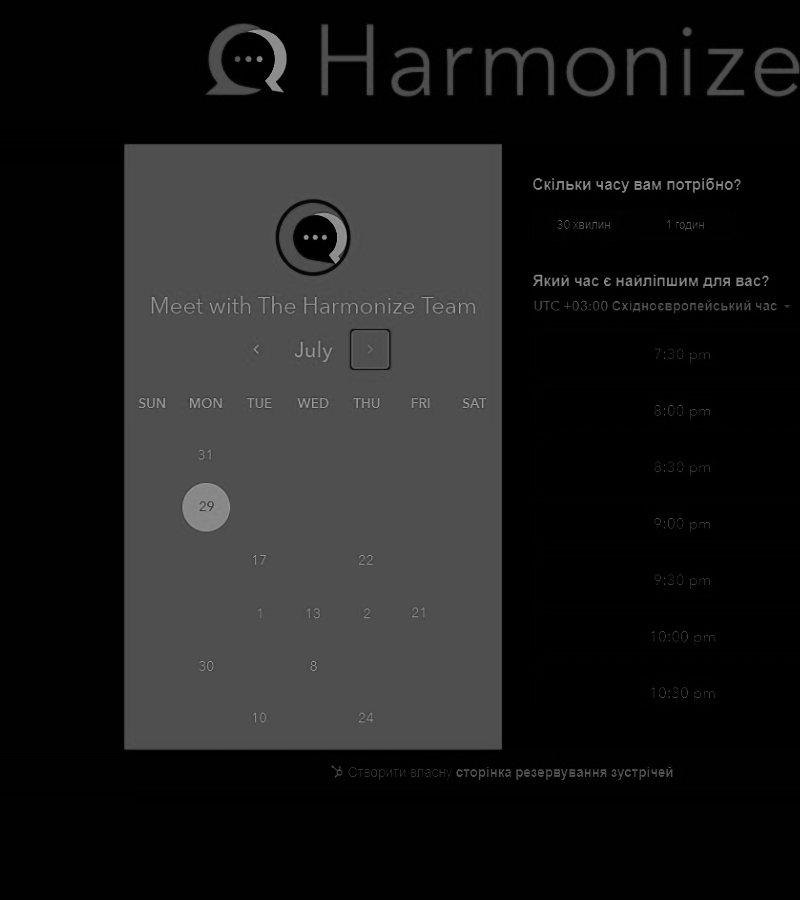 Harmonize
Meet with The Harmonize Team
July
SUN MON TUE WED THU FRI SAT
31
29
17 22
1 13 2 21
30 8
10 24
Скільки часу вам потрібно?
30 хвилин 1 годин
Який час є найліпшим для вас?
UTC +03:00 Східноєвропейський час
7:30 pm
8:00 pm
8:30 pm
9:00 pm
9:30 pm
10:00 pm
10:30 pm
Створити власну сторінка резервування зустрічей